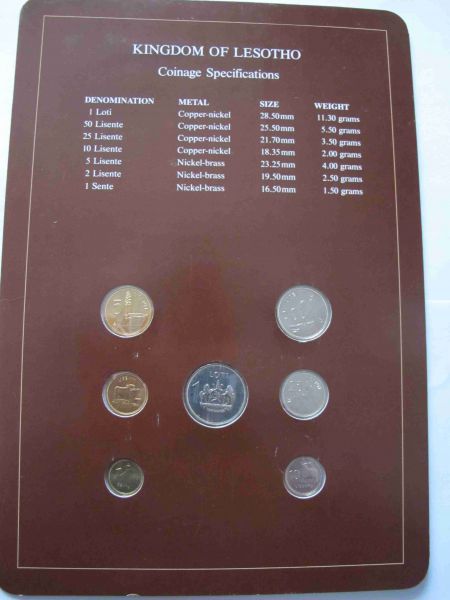 KINGDOM OF LESOTHO
Coinage Specifications
DENOMINATION METAL SIZE WEIGHT
1 Loti Copper-nickel 28.50mm 11.30 grams
50 Lisente Copper-nickel 25.50mm 5.50 grams
25 Lisente Copper-nickel 21.70mm 3.50 grams
10 Lisente Copper-nickel 18.35mm 2.00 grams
5 Lisente Nickel-brass 23.25mm 4.00 grams
2 Lisente Nickel-brass 19.50mm 2.50 grams
1 Sente Nickel-brass 16.50mm 1.50 grams
1 LOTI